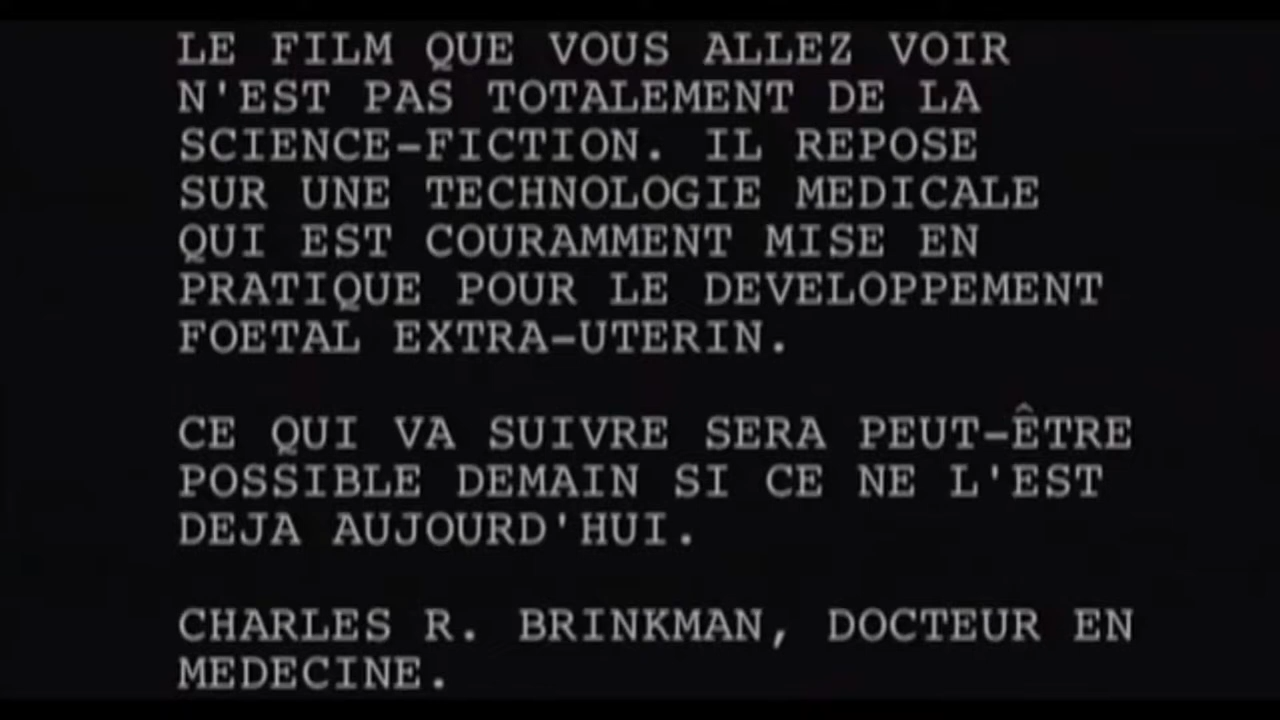 LE FILM QUE VOUS ALLEZ VOIR
N'EST PAS TOTALEMENT DE LA
SCIENCE-FICTION. IL REPOSE
SUR UNE TECHNOLOGIE MEDICALE
QUI EST COURAMMENT MISE EN
PRATIQUE POUR LE DEVELOPPEMENT
FOETAL EXTRA-UTERIN.
CE QUI VA SUIVRE SERA PEUT-ÊTRE
POSSIBLE DEMAIN SI CE NE L'EST
DEJA AUJOURD'HUI.
CHARLES R. BRINKMAN, DOCTEUR EN
MEDECINE.